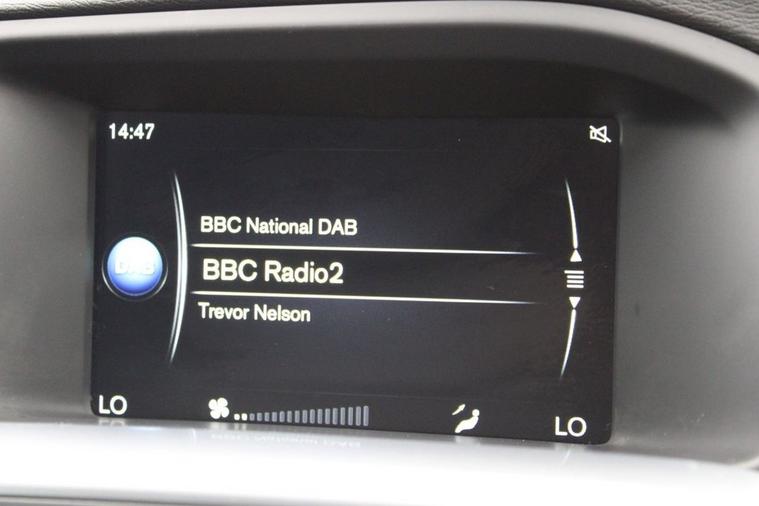 14:47
BBC National DAB
DAB
BBC Radio2
Trevor Nelson
LO
LO